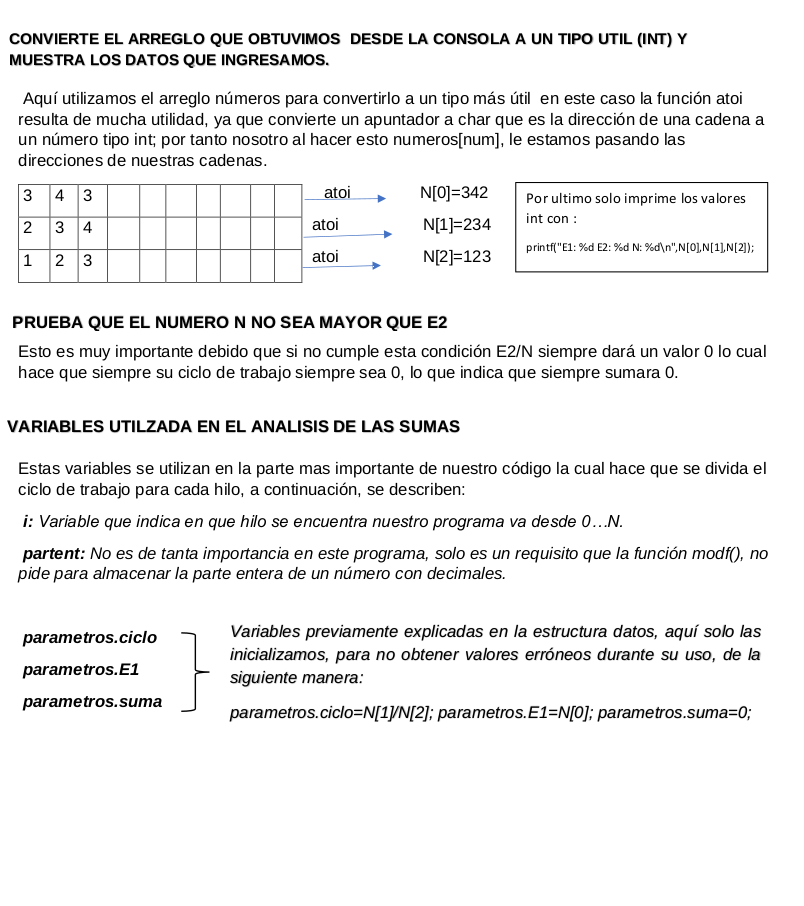 CONVIERTE EL ARREGLO QUE OBTUVIMOS  DESDE LA CONSOLA A UN TIPO UTIL (INT) Y
MUESTRA LOS DATOS QUE INGRESAMOS.
Aquí utilizamos el arreglo números para convertirlo a un tipo más útil  en este caso la función atoi
resulta de mucha utilidad, ya que convierte un apuntador a char que es la dirección de una cadena a
un número tipo int; por tanto nosotro al hacer esto numeros[num], le estamos pasando las
direcciones de nuestras cadenas.
3 4 3 atoi N[0]=342
2 3 4 atoi N[1]=234
1 2 3 atoi N[2]=123
Por ultimo solo imprime los valores
int con :
printf("E1: %d E2: %d N: %d\n",N[0],N[1],N[2]);
PRUEBA QUE EL NUMERO N NO SEA MAYOR QUE E2
Esto es muy importante debido que si no cumple esta condición E2/N siempre dará un valor 0 lo cual
hace que siempre su ciclo de trabajo siempre sea 0, lo que indica que siempre sumara 0.
VARIABLES UTILZADA EN EL ANALISIS DE LAS SUMAS
Estas variables se utilizan en la parte mas importante de nuestro código la cual hace que se divida el
ciclo de trabajo para cada hilo, a continuación, se describen:
i: Variable que indica en que hilo se encuentra nuestro programa va desde 0…N.
partent: No es de tanta importancia en este programa, solo es un requisito que la función modf(), no
pide para almacenar la parte entera de un número con decimales.
parametros.ciclo
parametros.E1
parametros.suma
Variables previamente explicadas en la estructura datos, aquí solo las
inicializamos, para no obtener valores erróneos durante su uso, de la
siguiente manera:
parametros.ciclo=N[1]/N[2]; parametros.E1=N[0]; parametros.suma=0;